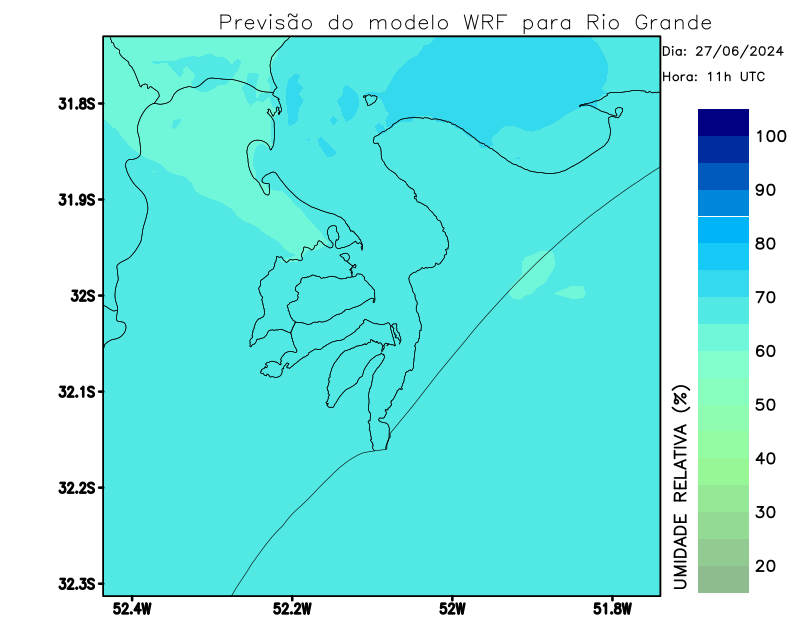 Previsão do modelo WRF para Rio Grande
Dia: 27/06/2024
Hora: 11h UTC
31.8S
31.9S
32S
32.1S
32.2S
32.3S
52.4W
52.2W
52W
51.8W
100
90
80
70
60
50
40
30
20
UMIDADE RELATIVA (%)